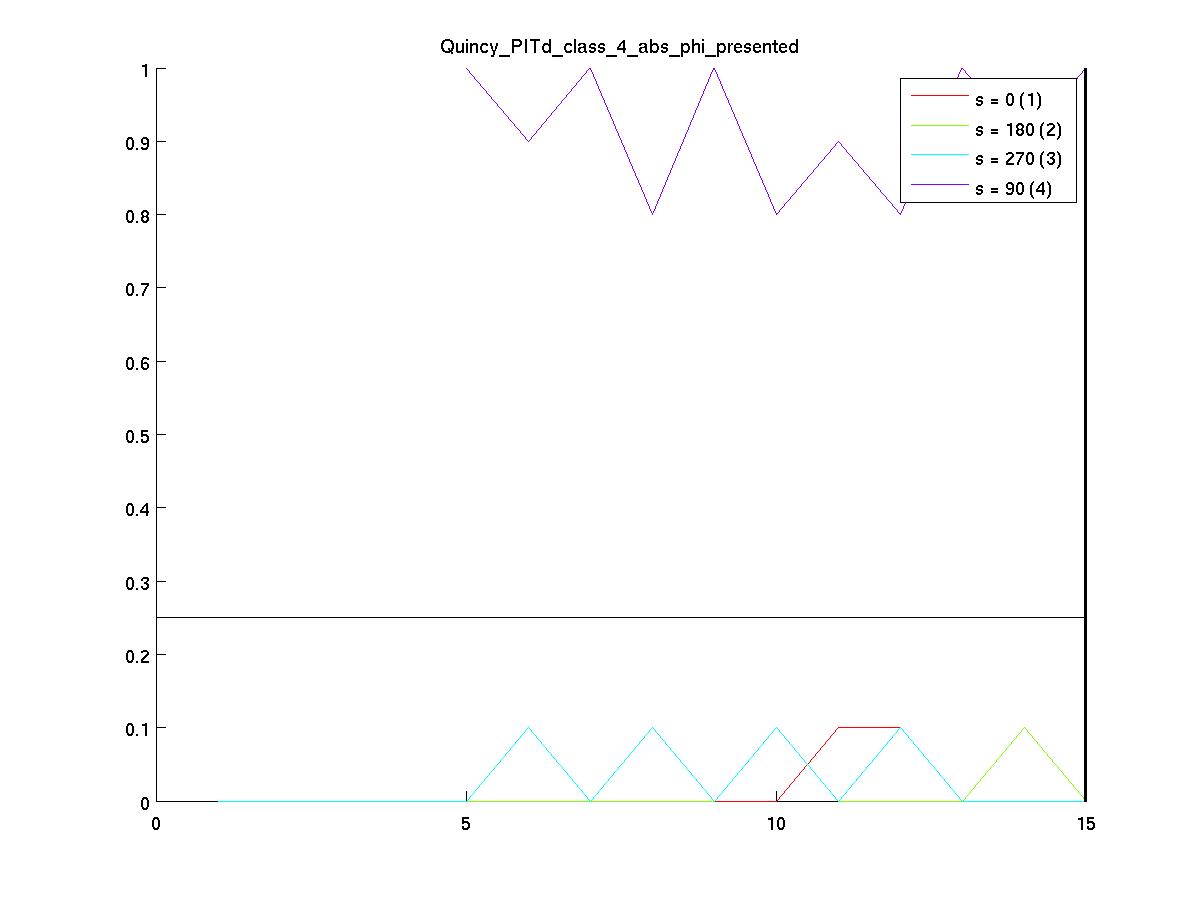 Quincy_PITd_class_4_abs_phi_presented
1
s = 0 (1)
s = 180 (2)
s = 270 (3)
s = 90 (4)
0.9
0.8
0.7
0.6
0.5
0.4
0.3
0.2
0.1
0
0 5 10 15